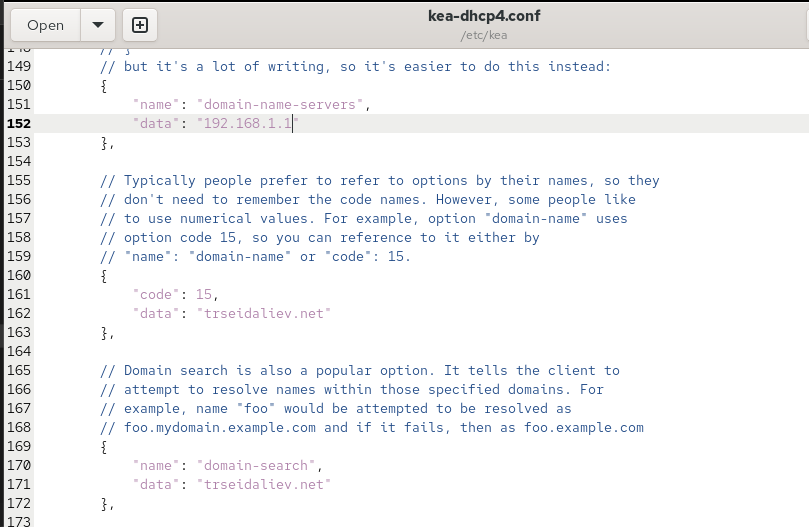 Open
kea-dhcp4.conf
/etc/kea
148 // }
149 // but it's a lot of writing, so it's easier to do this instead:
150 {
151 "name": "domain-name-servers",
152 "data": "192.168.1.1"
153 },
154
155 // Typically people prefer to refer to options by their names, so they
156 // don't need to remember the code names. However, some people like
157 // to use numerical values. For example, option "domain-name" uses
158 // option code 15, so you can reference to it either by
159 // "name": "domain-name" or "code": 15.
160 {
161 "code": 15,
162 "data": "trseidaliev.net"
163 },
164
165 // Domain search is also a popular option. It tells the client to
166 // attempt to resolve names within those specified domains. For
167 // example, name "foo" would be attempted to be resolved as
168 // foo.mydomain.example.com and if it fails, then as foo.example.com
169 {
170 "name": "domain-search",
171 "data": "trseidaliev.net"
172 },
173